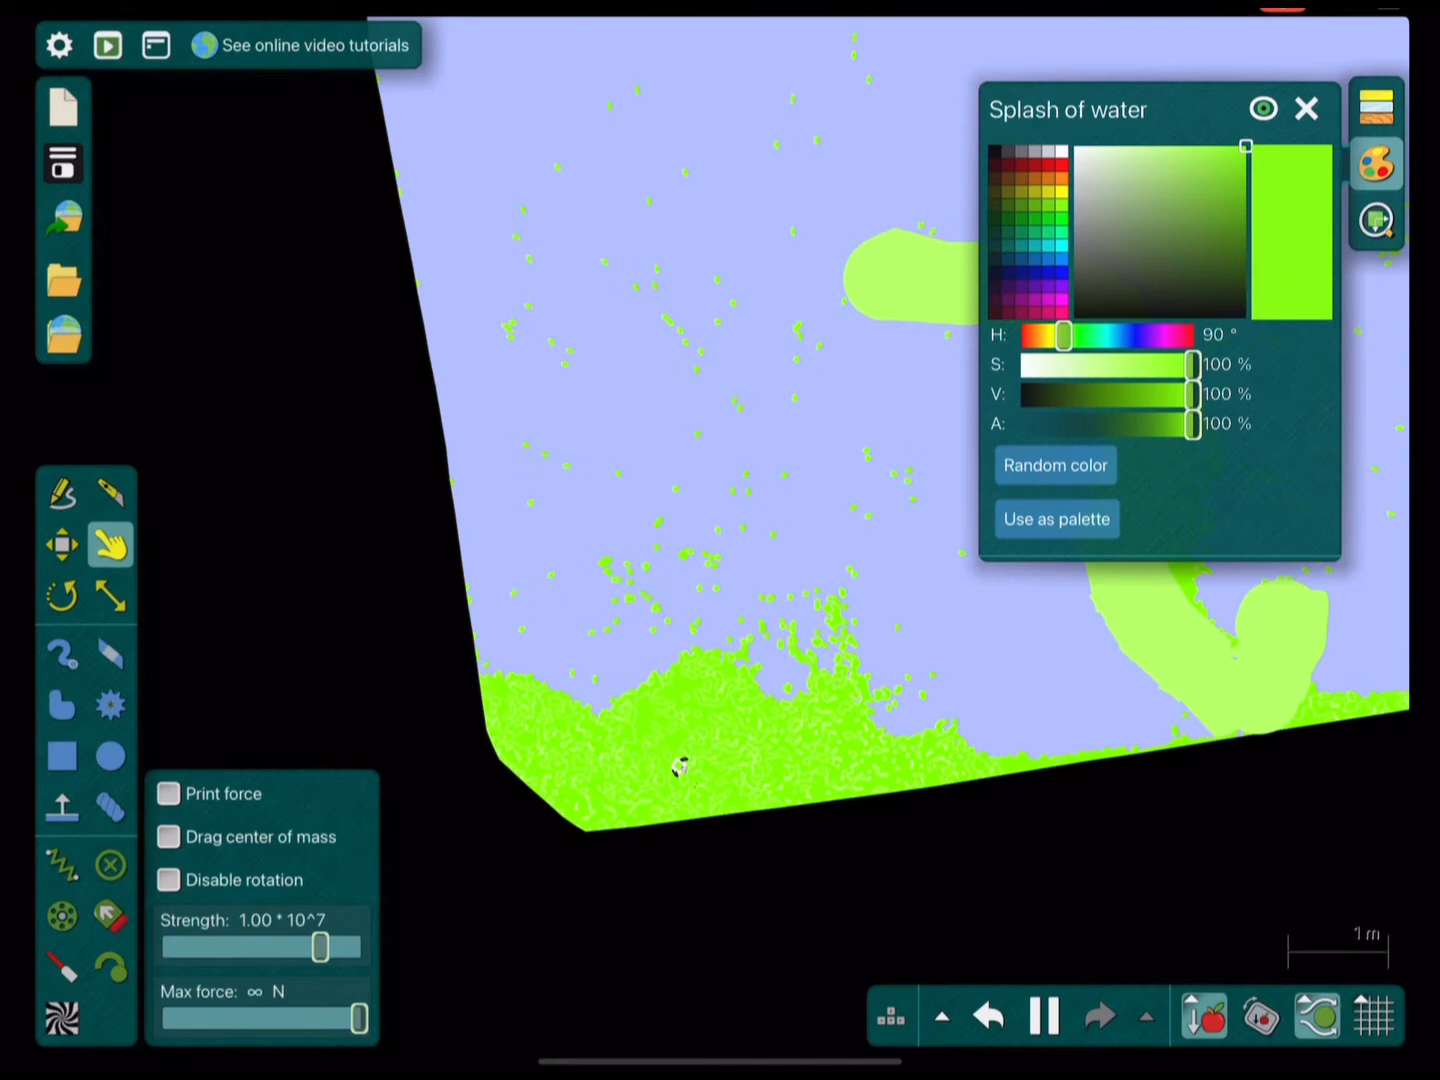 See online video tutorials
Splash of water
H: 90 °
S: 100 %
V: 100 %
A: 100 %
Random color
Use as palette
Print force
Drag center of mass
Disable rotation
Strength: 1.00 * 10^7
Max force: ∞ N
1 m